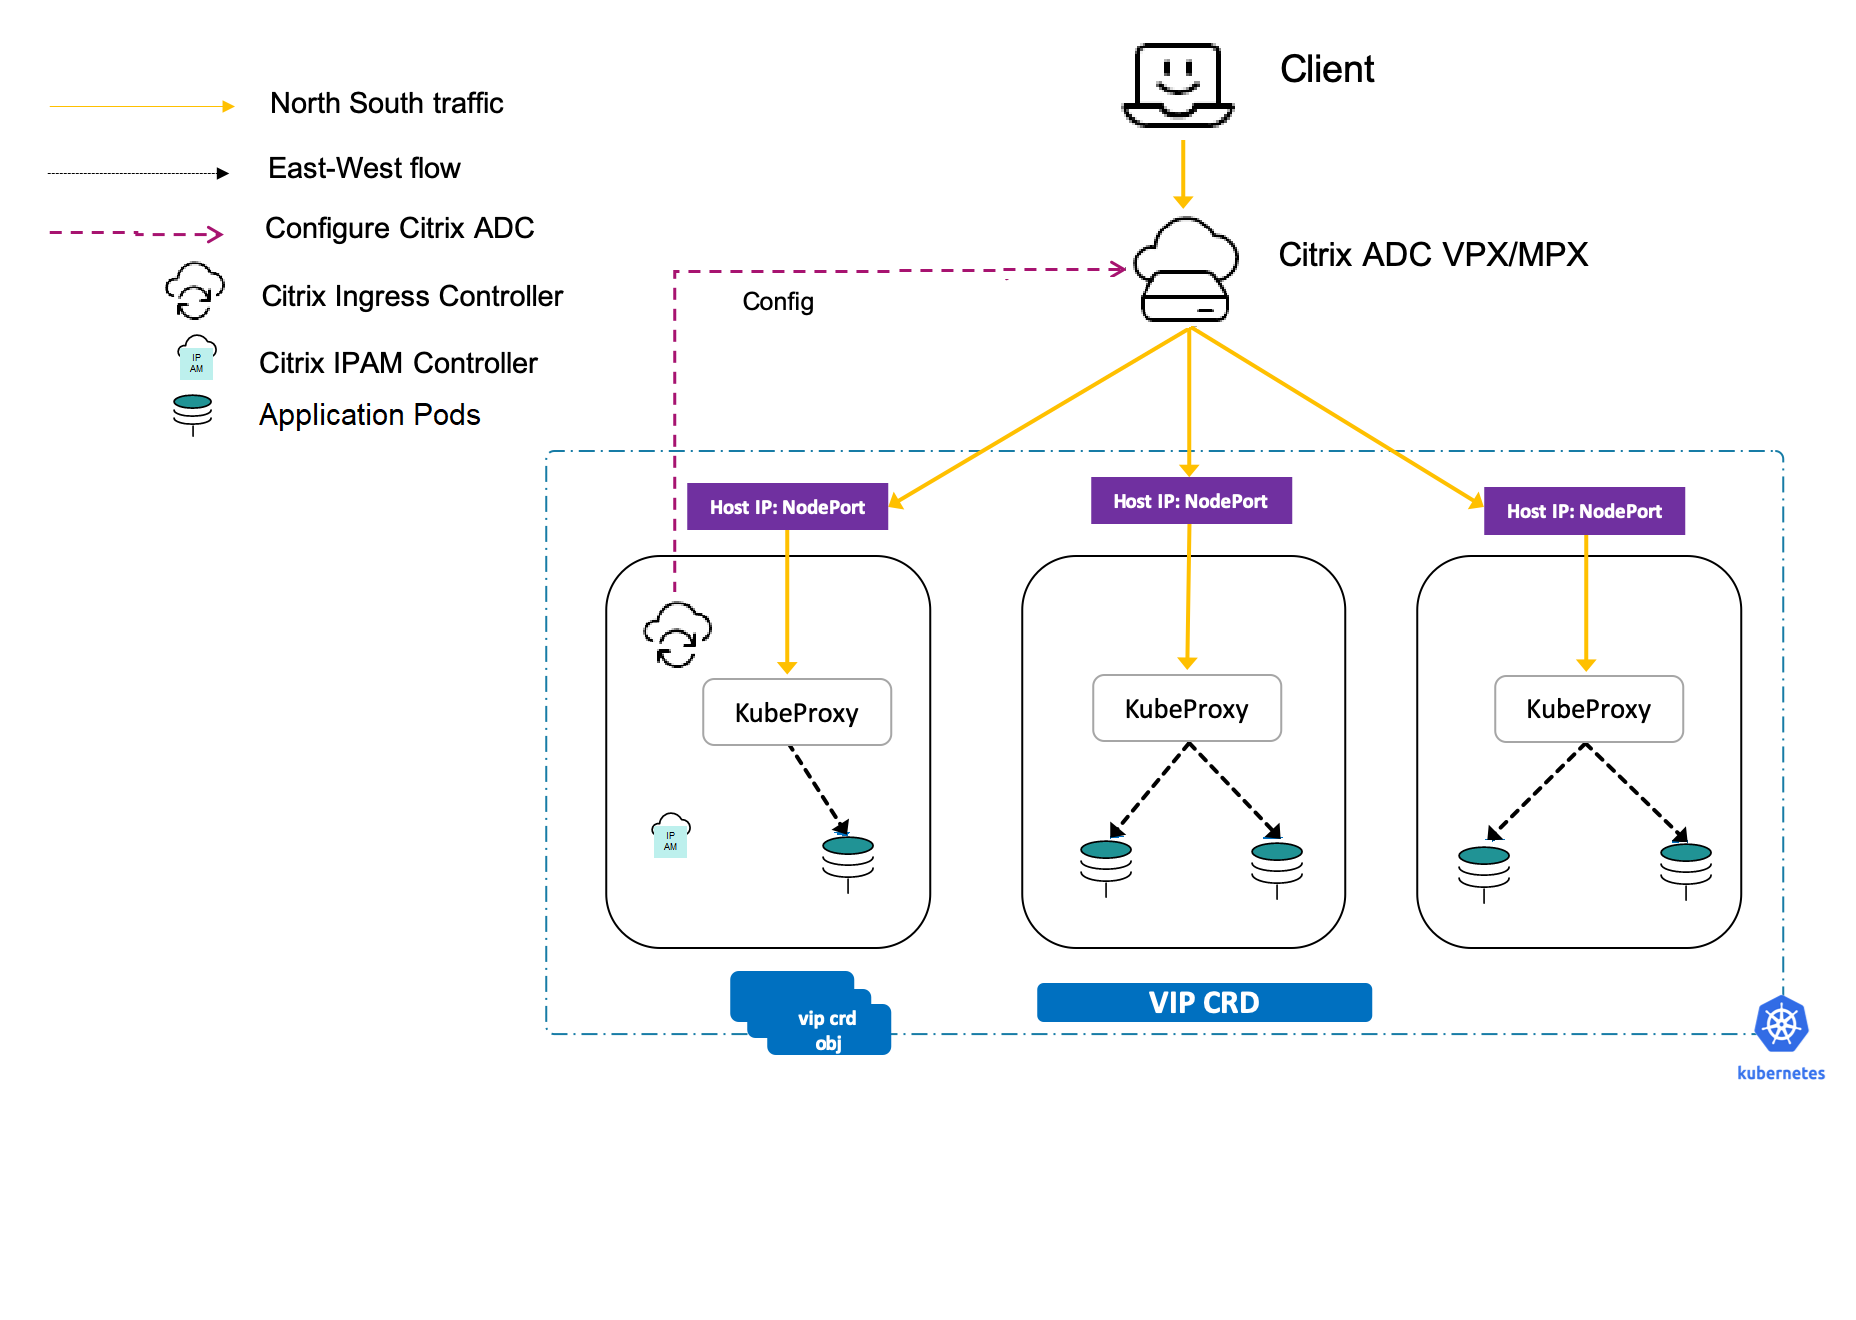 Client
North South traffic
East-West flow
Configure Citrix ADC
Citrix ADC VPX/MPX
Citrix Ingress Controller
Config
IP
AM
Citrix IPAM Controller
Application Pods
Host IP: NodePort
Host IP: NodePort
Host IP: NodePort
KubeProxy
KubeProxy
KubeProxy
IP
AM
vip crd
obj
VIP CRD
kubernetes